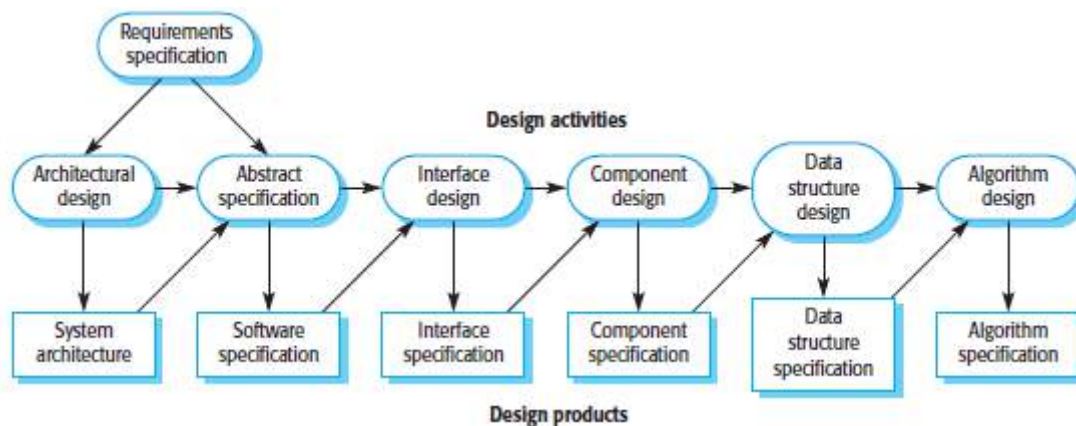 Requirements
specification
Design activities
Architectural
design
Abstract
specification
Interface
design
Component
design
Data
structure
design
Algorithm
design
System
architecture
Software
specification
Interface
specification
Component
specification
Data
structure
specification
Algorithm
specification
Design products